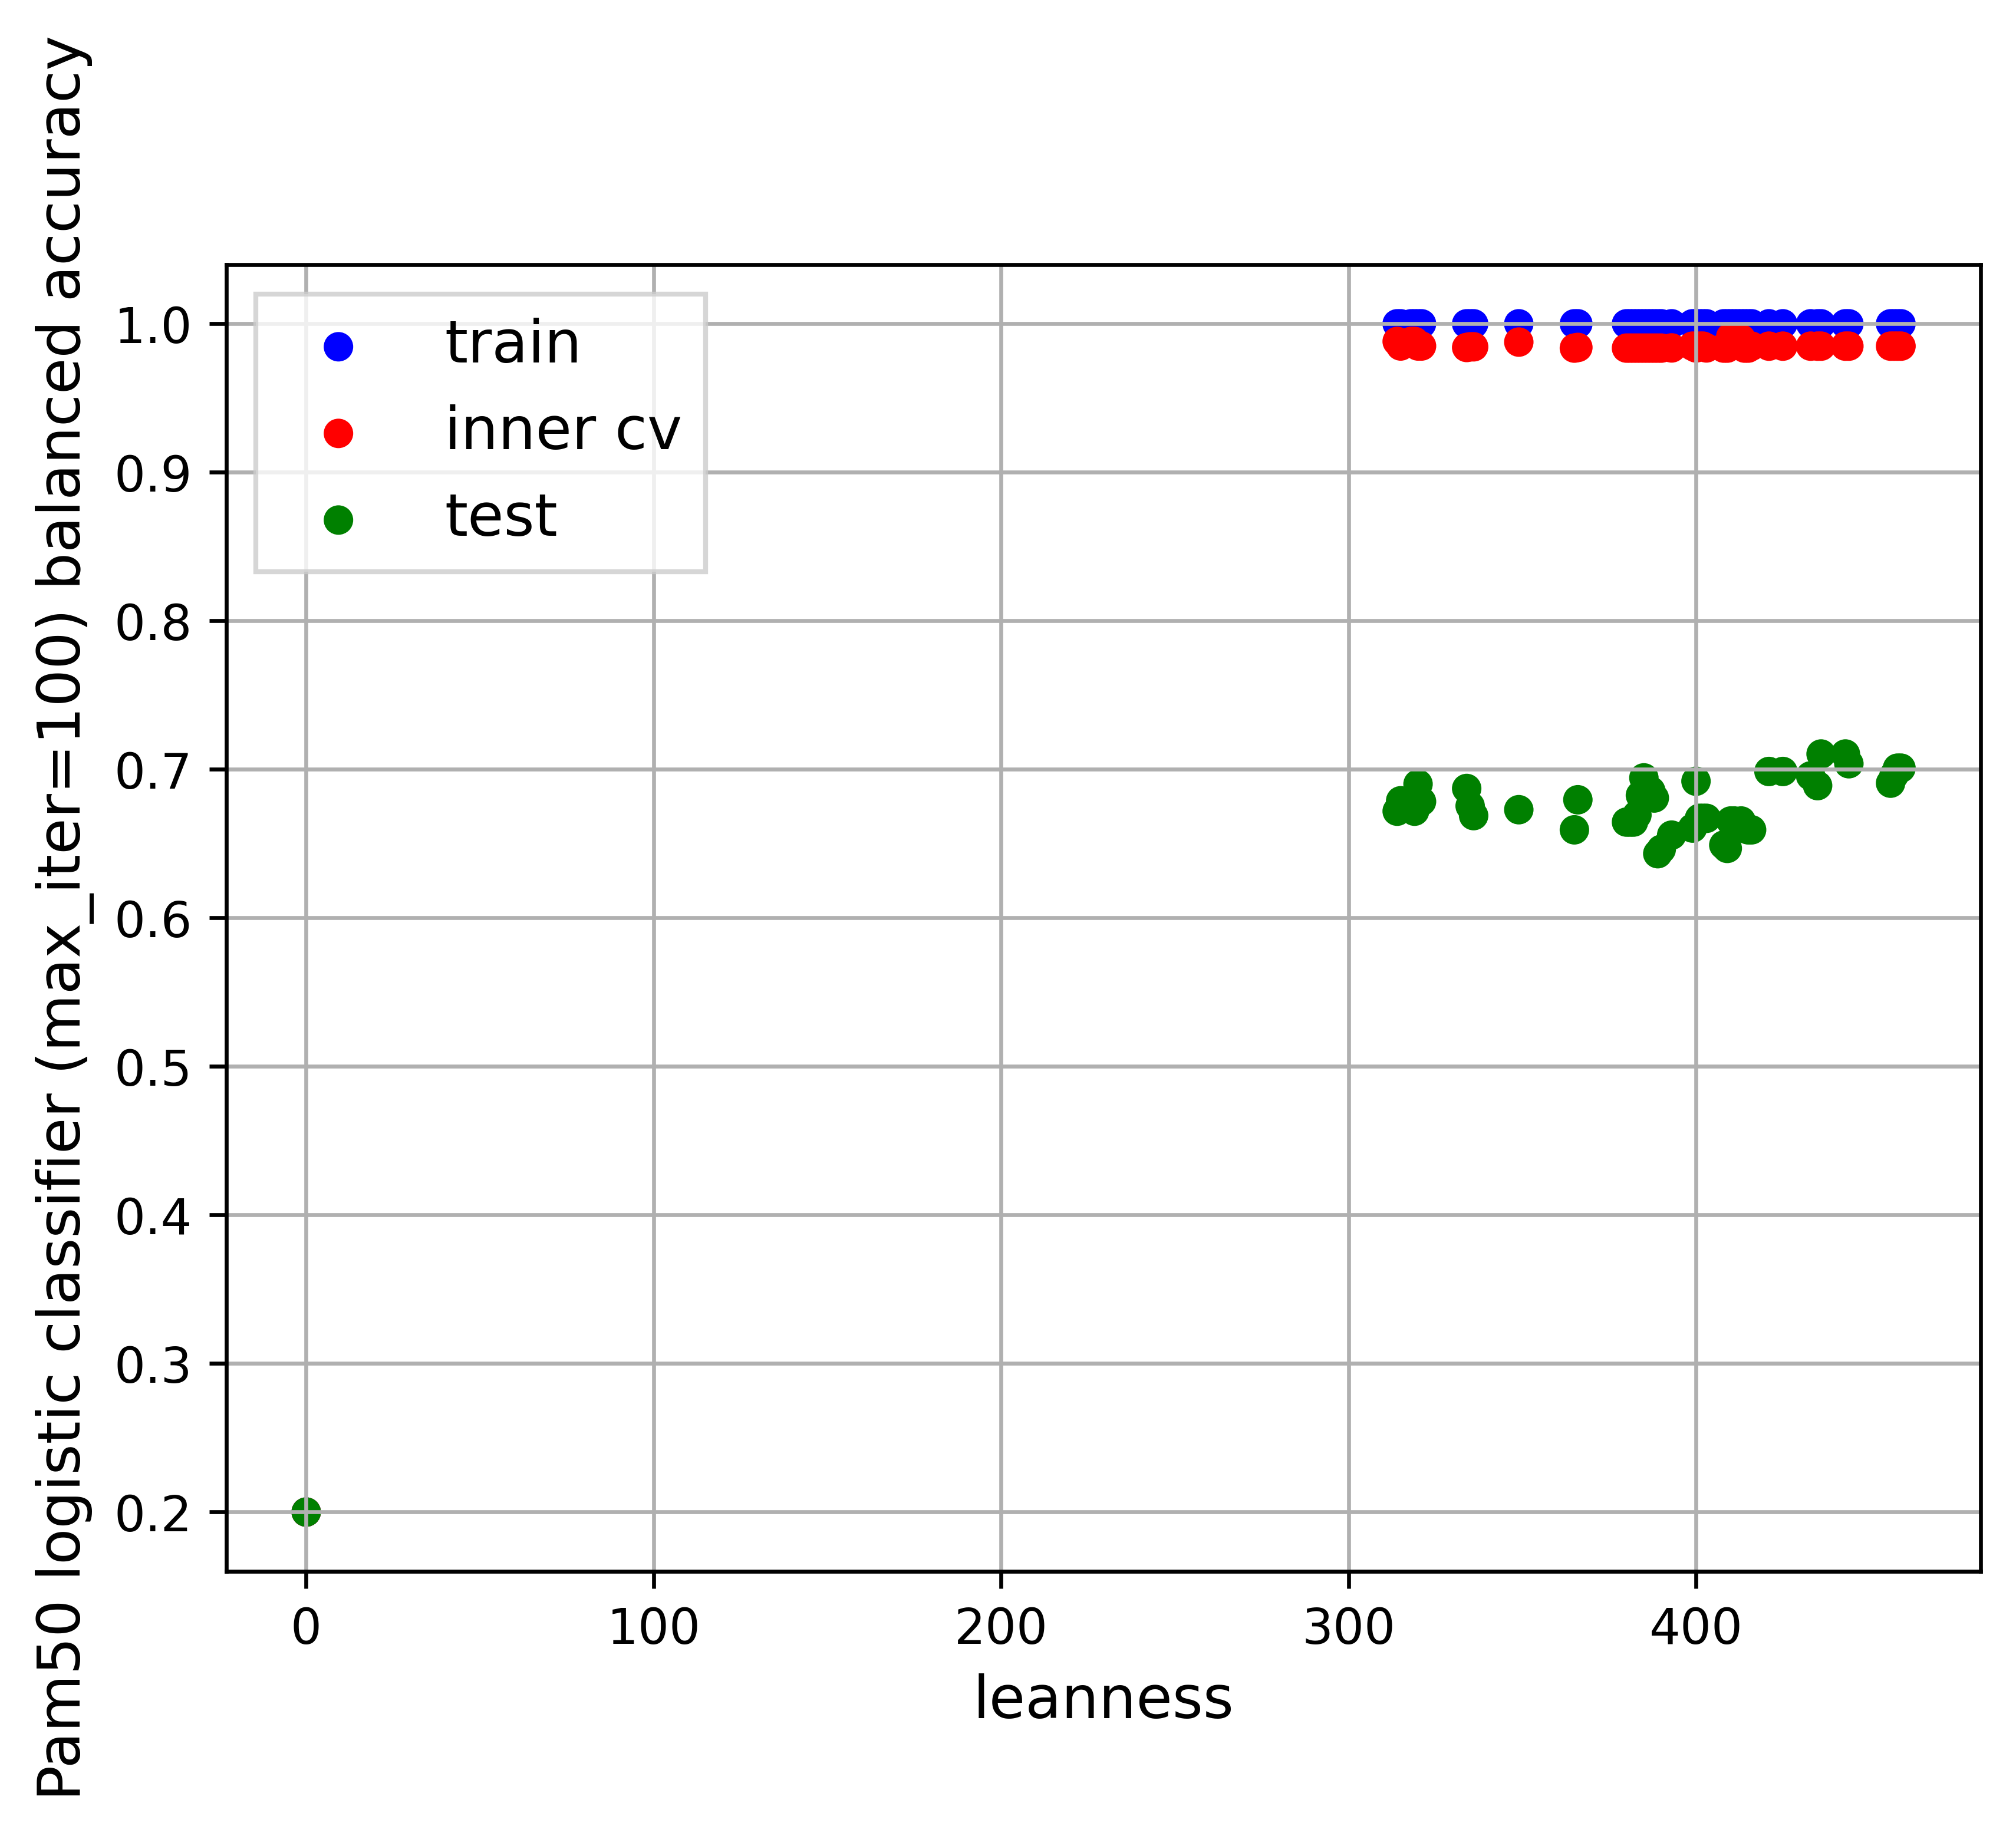 Pam50 logistic classifier (max_iter=100) balanced accuracy
1.0
0.9
0.8
0.7
0.6
0.5
0.4
0.3
0.2
train
inner cv
test
0 100 200 300 400
leanness